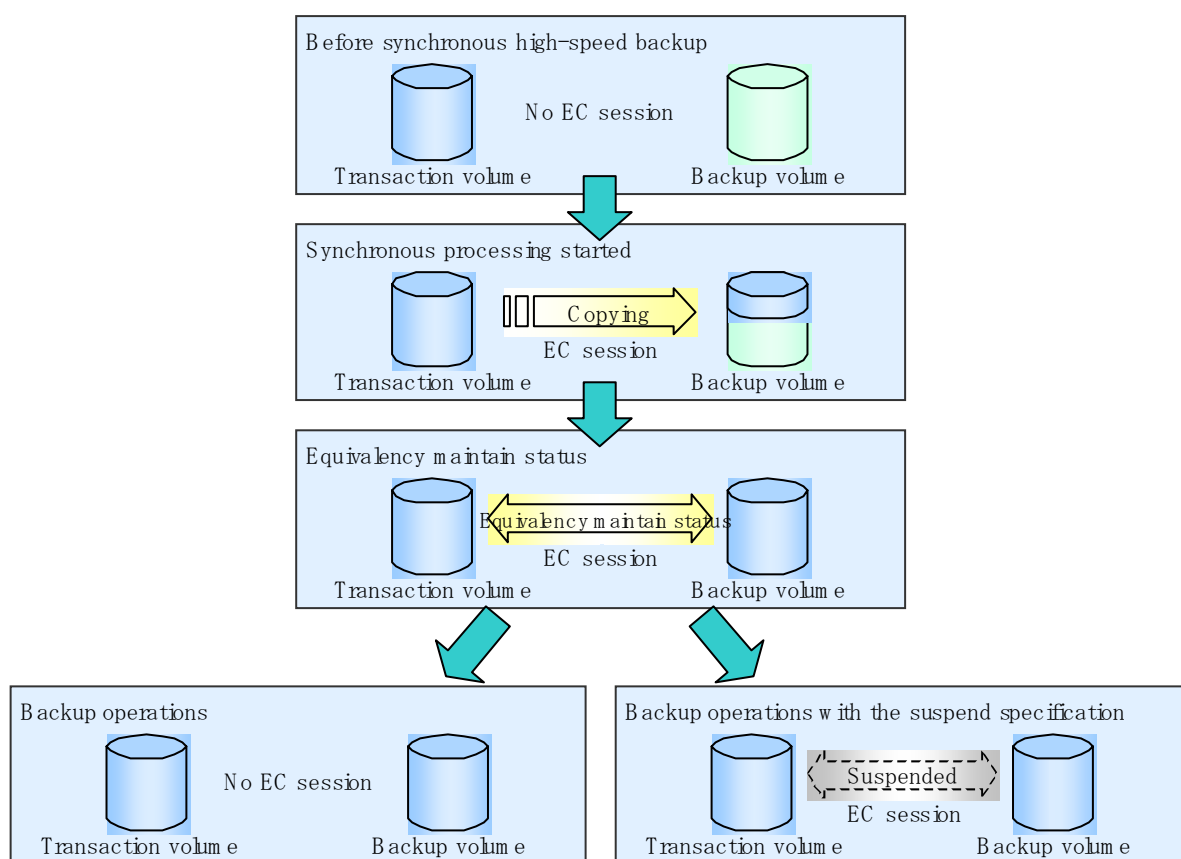 Before synchronous high-speed backup
No EC session
Transaction volume
Backup volume
Synchronous processing started
Copying
EC session
Transaction volume
Backup volume
Equivalency maintain status
Equivalency maintain status
EC session
Transaction volume
Backup volume
Backup operations
No EC session
Transaction volume
Backup volume
Backup operations with the suspend specification
Suspended
EC session
Transaction volume
Backup volume